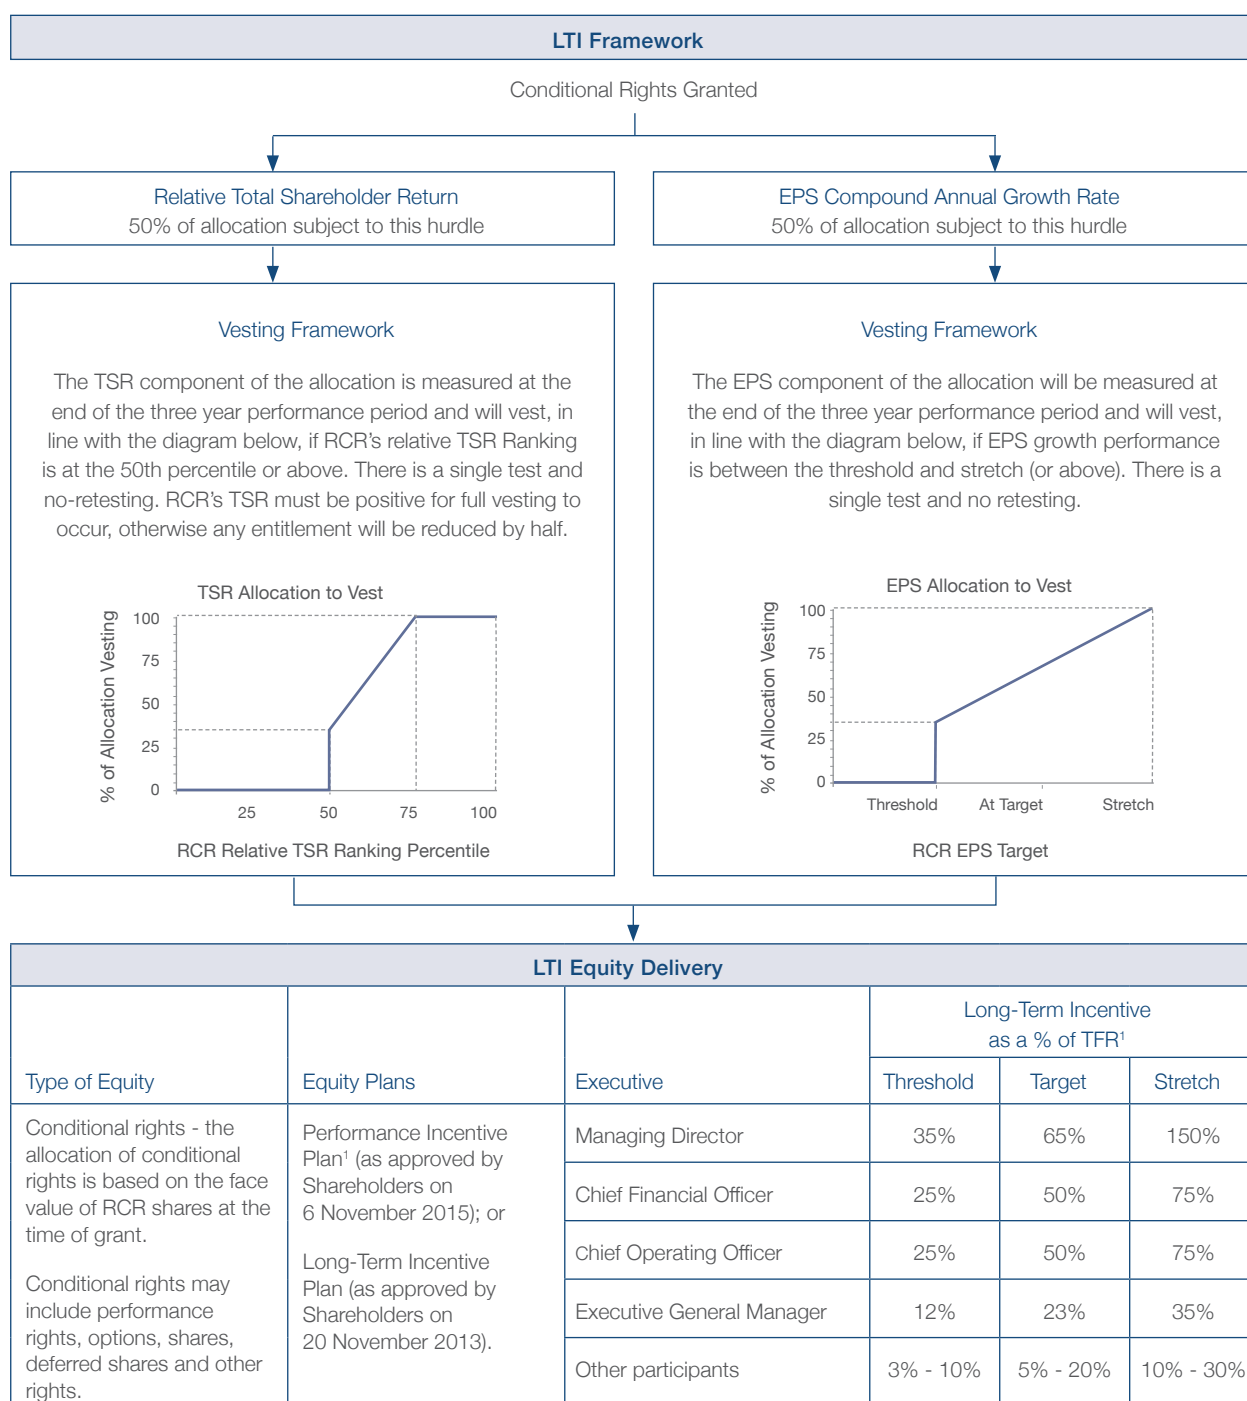 LTI Framework
Conditional Rights Granted
Relative Total Shareholder Return
50% of allocation subject to this hurdle
EPS Compound Annual Growth Rate
50% of allocation subject to this hurdle
Vesting Framework
The TSR component of the allocation is measured at the
end of the three year performance period and will vest, in
line with the diagram below, if RCR’s relative TSR Ranking
is at the 50th percentile or above. There is a single test and
no-retesting. RCR’s TSR must be positive for full vesting to
occur, otherwise any entitlement will be reduced by half.
TSR Allocation to Vest
% of Allocation Vesting
100
75
50
25
0
25 50 75 100
RCR Relative TSR Ranking Percentile
Vesting Framework
The EPS component of the allocation will be measured at
the end of the three year performance period and will vest,
in line with the diagram below, if EPS growth performance
is between the threshold and stretch (or above). There is a
single test and no retesting.
EPS Allocation to Vest
% of Allocation Vesting
100
75
50
25
0
Threshold At Target Stretch
RCR EPS Target
LTI Equity Delivery
Long-Term Incentive
as a % of TFR¹
Type of Equity Equity Plans Executive Threshold Target Stretch
Conditional rights - the
allocation of conditional
rights is based on the face
value of RCR shares at the
time of grant.
Conditional rights may
include performance
rights, options, shares,
deferred shares and other
rights.
Performance Incentive
Plan¹ (as approved by
Shareholders on
6 November 2015); or
Long-Term Incentive
Plan (as approved by
Shareholders on
20 November 2013).
Managing Director 35% 65% 150%
Chief Financial Officer 25% 50% 75%
Chief Operating Officer 25% 50% 75%
Executive General Manager 12% 23% 35%
Other participants 3% - 10% 5% - 20% 10% - 30%